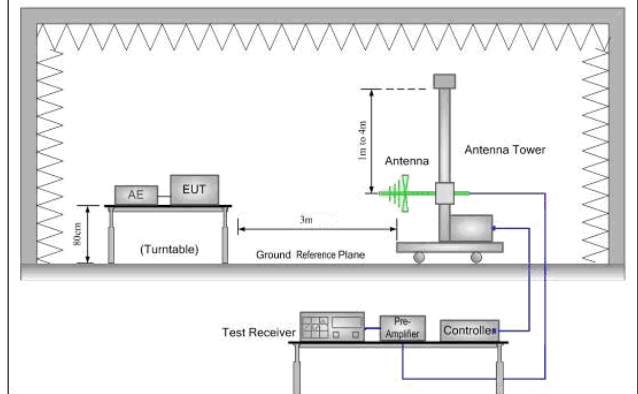 1m to 4m
Antenna
Antenna Tower
AE
EUT
80cm
(Turntable)
3m
Ground Reference Plane
Test Receiver
Pre-
Amplifier
Controller